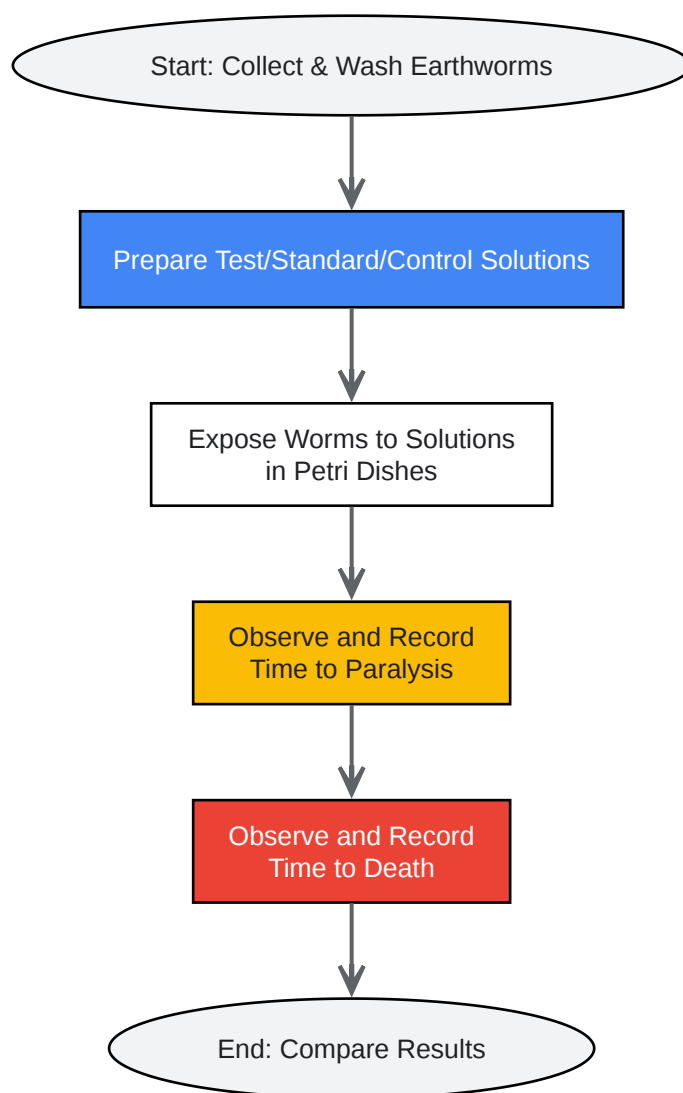 Start: Collect & Wash Earthworms
Prepare Test/Standard/Control Solutions
Expose Worms to Solutions
in Petri Dishes
Observe and Record
Time to Paralysis
Observe and Record
Time to Death
End: Compare Results